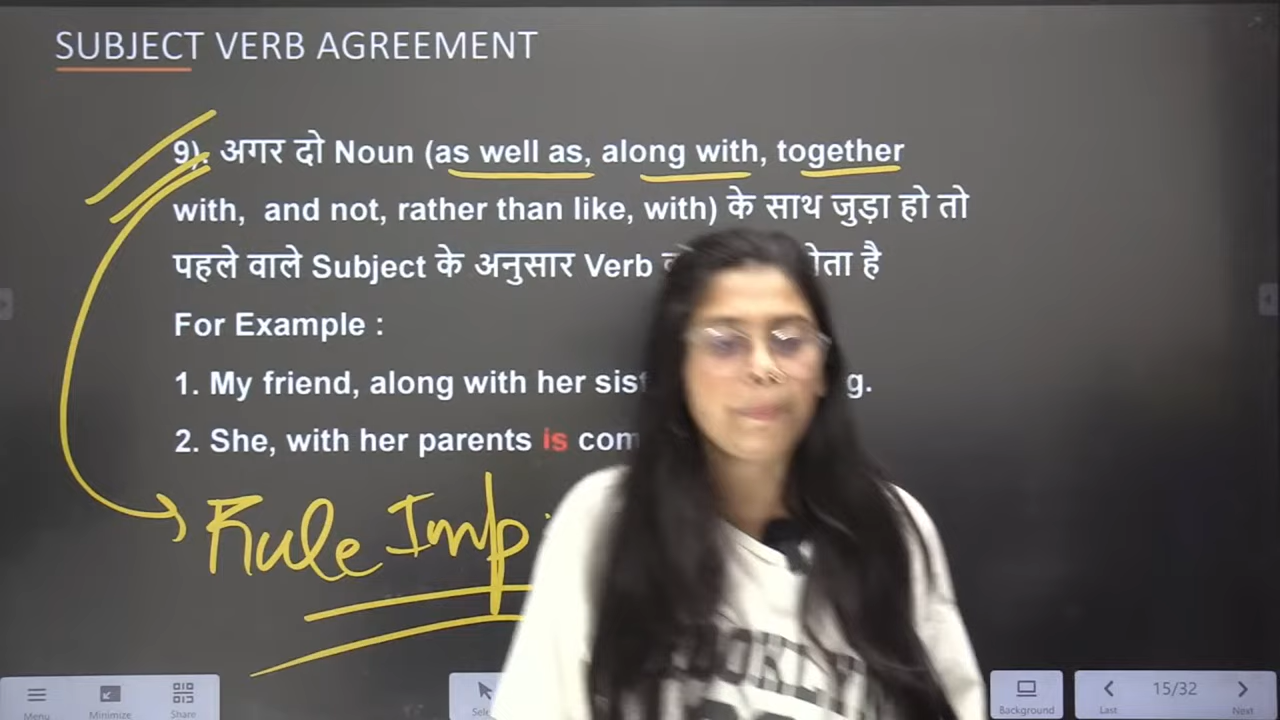 SUBJECT VERB AGREEMENT
9). अगर दो Noun (as well as, along with, together
with, and not, rather than like, with) के साथ जुड़ा हो तो
पहले वाले Subject के अनुसार Verb है
For Example :
1. My friend, along with her
2. She, with her parents is
Rule Imp
Menu
Minimize
Share
Background
Last
15/32
Next